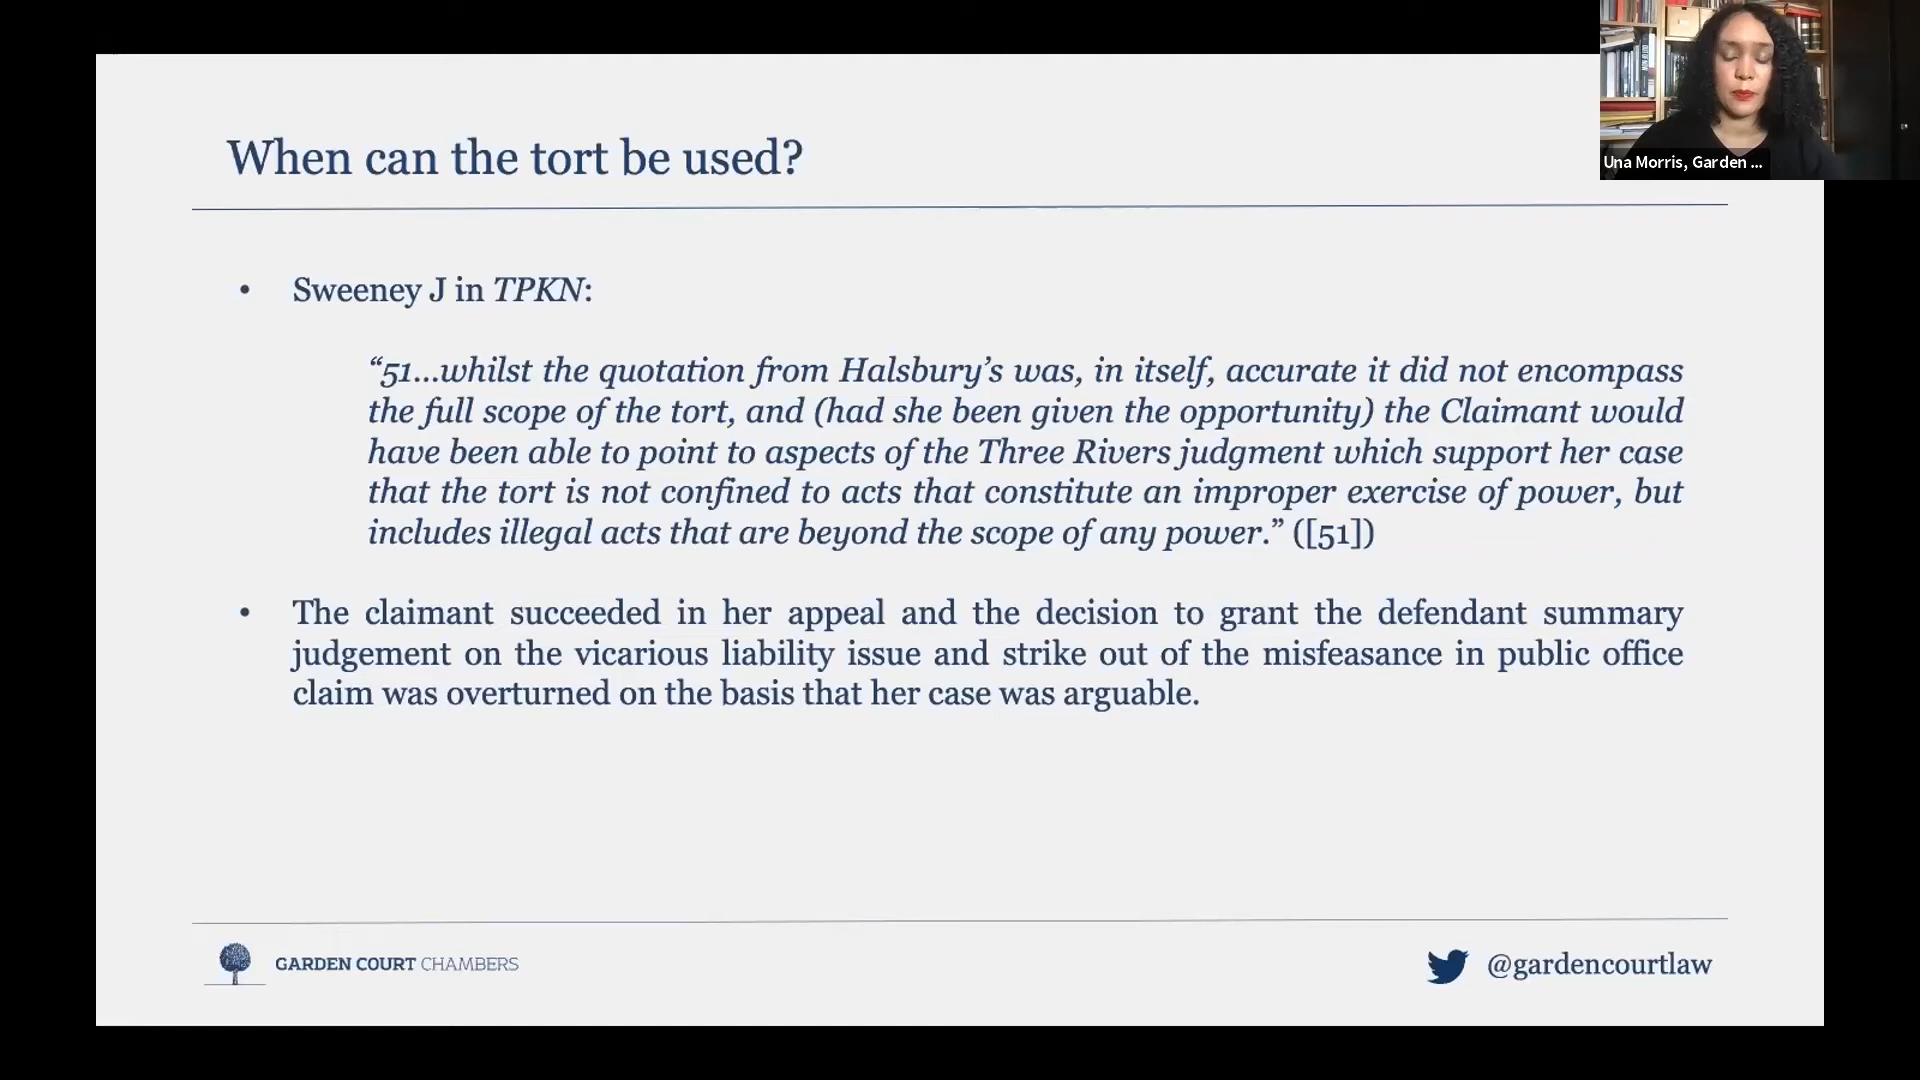 Una Morris, Garden ...
When can the tort be used?
• Sweeney J in TPKN:
“51...whilst the quotation from Halsbury’s was, in itself, accurate it did not encompass
the full scope of the tort, and (had she been given the opportunity) the Claimant would
have been able to point to aspects of the Three Rivers judgment which support her case
that the tort is not confined to acts that constitute an improper exercise of power, but
includes illegal acts that are beyond the scope of any power.” ([51])
• The claimant succeeded in her appeal and the decision to grant the defendant summary
judgement on the vicarious liability issue and strike out of the misfeasance in public office
claim was overturned on the basis that her case was arguable.
GARDEN COURT CHAMBERS
@gardencourtlaw